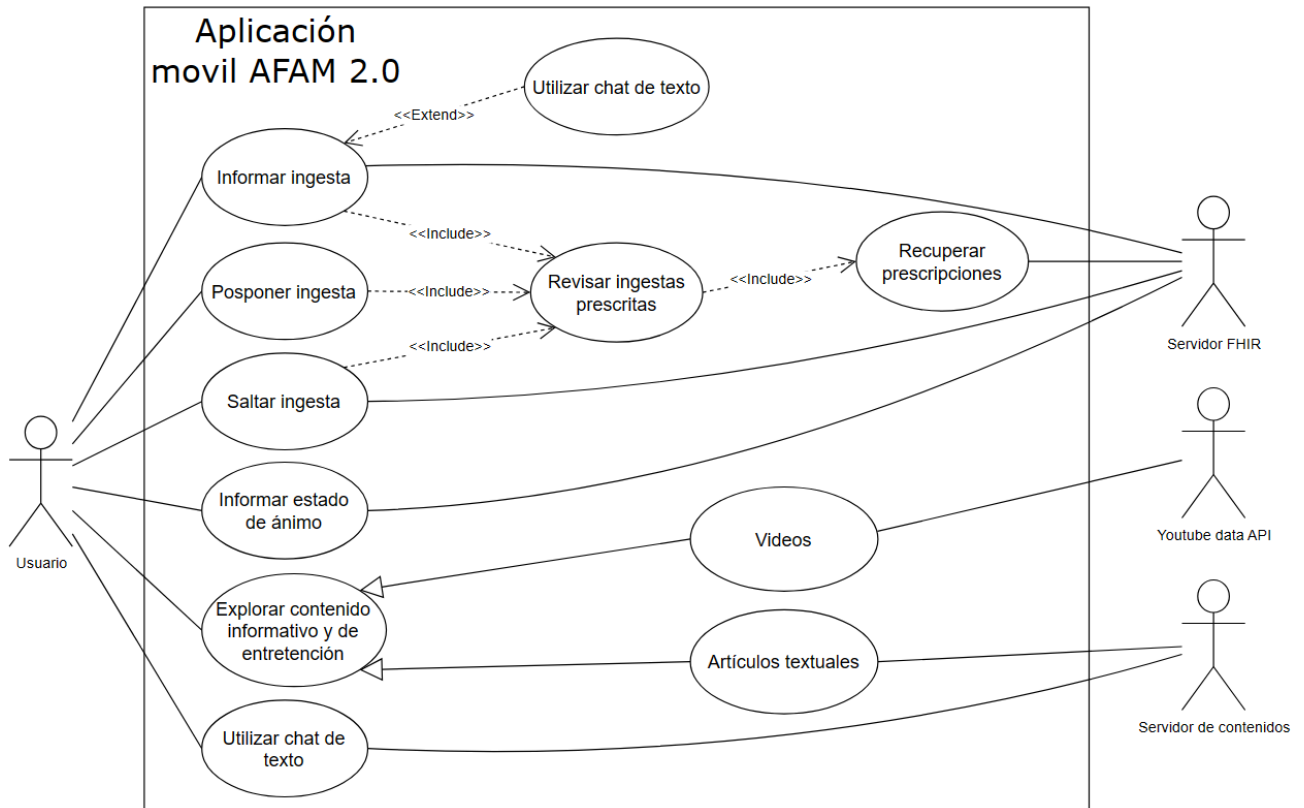 Aplicación
movil AFAM 2.0
Utilizar chat de texto
<<Extend>>
Informar ingesta
<<Include>>
Recuperar
prescripciones
Posponer ingesta
<<Include>>
Revisar ingestas
prescritas
<<Include>>
Servidor FHIR
<<Include>>
Saltar ingesta
Informar estado
de ánimo
Videos
Youtube data API
Usuario
Explorar contenido
informativo y de
entretención
Artículos textuales
Servidor de contenidos
Utilizar chat de
texto